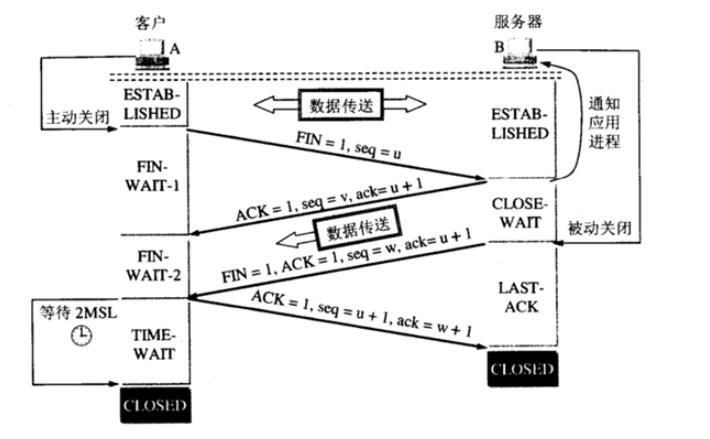 客户
服务器
A
B
ESTAB-
LISHED
数据传送
主动关闭
ESTAB-
LISHED
通知
应用
进程
FIN = 1, seq = u
FIN-
WAIT-1
ACK = 1, seq = v, ack= u + 1
CLOSE-
WAIT
数据传送
被动关闭
FIN-
WAIT-2
FIN = 1, ACK = 1, seq = w, ack= u + 1
ACK = 1, seq = u + 1, ack = w + 1
LAST-
ACK
等待 2MSL
TIME-
WAIT
CLOSED
CLOSED